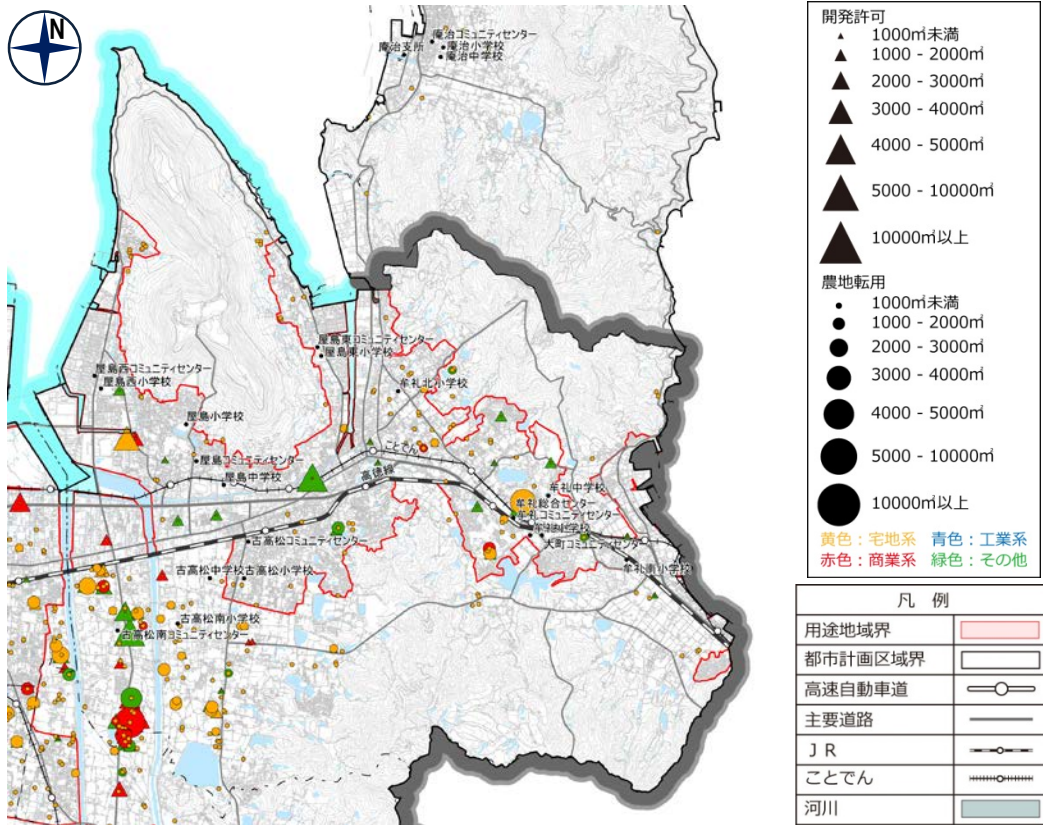 N
庵治コミュニティセンター
庵治支所
庵治小学校
庵治中学校
屋島東コミュニティセンター
屋島東小学校
屋島西コミュニティセンター
屋島西小学校
牟礼北小学校
屋島小学校
ことでん
屋島コミュニティセンター
高徳線
屋島中学校
牟礼中学校
牟礼総合センター
牟礼コミュニティセンター
牟礼小学校
大町コミュニティセンター
古高松コミュニティセンター
牟礼南小学校
古高松中学校
古高松小学校
古高松南小学校
古高松南コミュニティセンター
開発許可
1000㎡未満
1000 - 2000㎡
2000 - 3000㎡
3000 - 4000㎡
4000 - 5000㎡
5000 - 10000㎡
10000㎡以上
農地転用
1000㎡未満
1000 - 2000㎡
2000 - 3000㎡
3000 - 4000㎡
4000 - 5000㎡
5000 - 10000㎡
10000㎡以上
黄色：宅地系 青色：工業系
赤色：商業系 緑色：その他
凡 例
用途地域界
都市計画区域界
高速自動車道
主要道路
ＪＲ
ことでん
河川